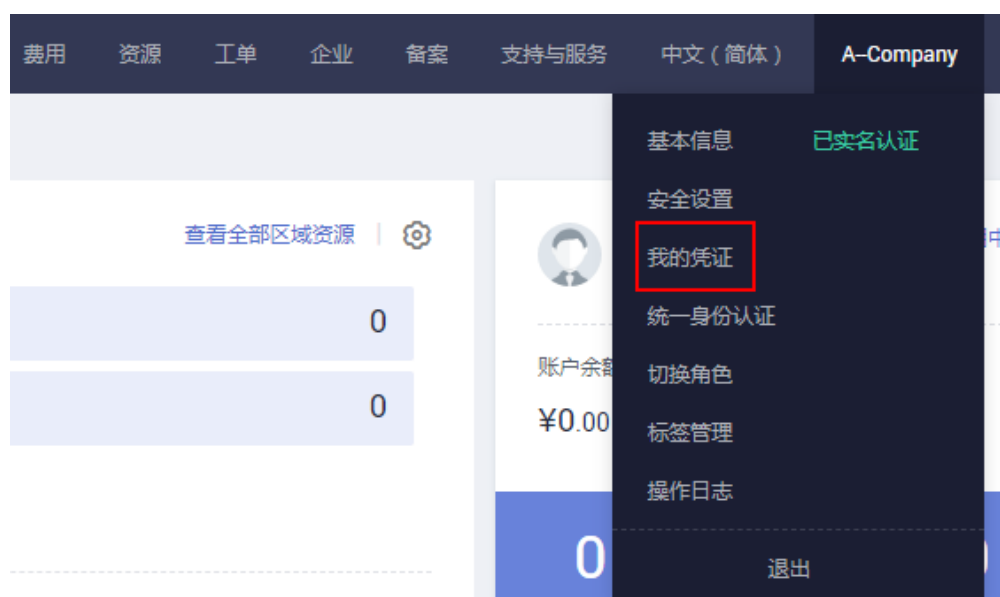 费用 资源 工单 企业 备案 支持与服务 中文（简体） A–Company
基本信息 已实名认证
安全设置
查看全部区域资源
我的凭证
统一身份认证
0
账户余额
切换角色
0
¥0.00
标签管理
操作日志
0
退出